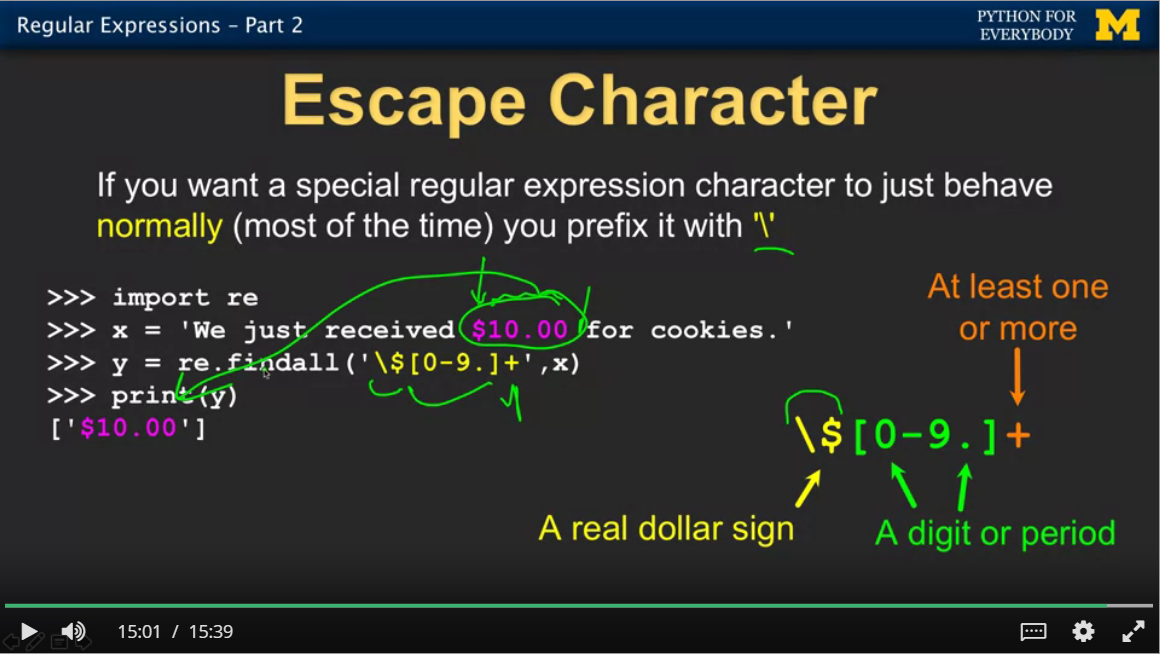 Regular Expressions – Part 2
PYTHON FOR
EVERYBODY
M
Escape Character
If you want a special regular expression character to just behave
normally (most of the time) you prefix it with '\'
>>> import re
>>> x = 'We just received $10.00 for cookies.'
>>> y = re.findall('\$[0-9.]+',x)
>>> print(y)
['$10.00']
At least one
or more
\$[0-9.]+
A real dollar sign
A digit or period
15:01 / 15:39